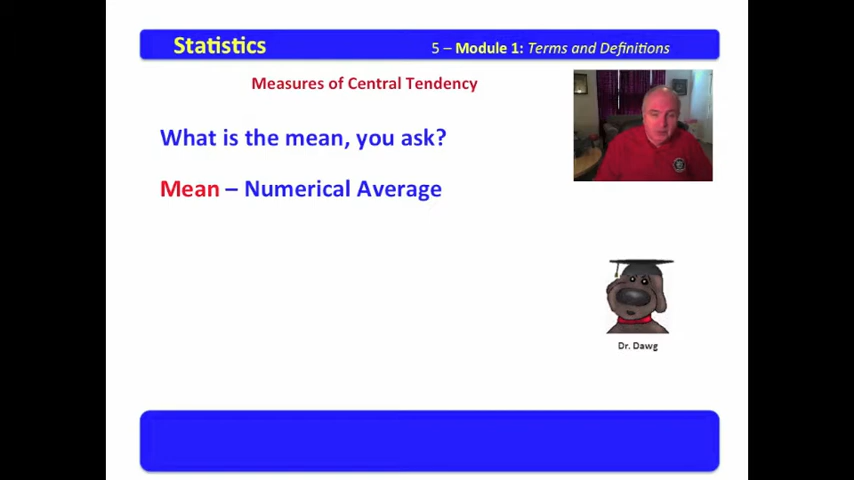 Statistics 5 – Module 1: Terms and Definitions
Measures of Central Tendency
What is the mean, you ask?
Mean – Numerical Average
Dr. Dawg